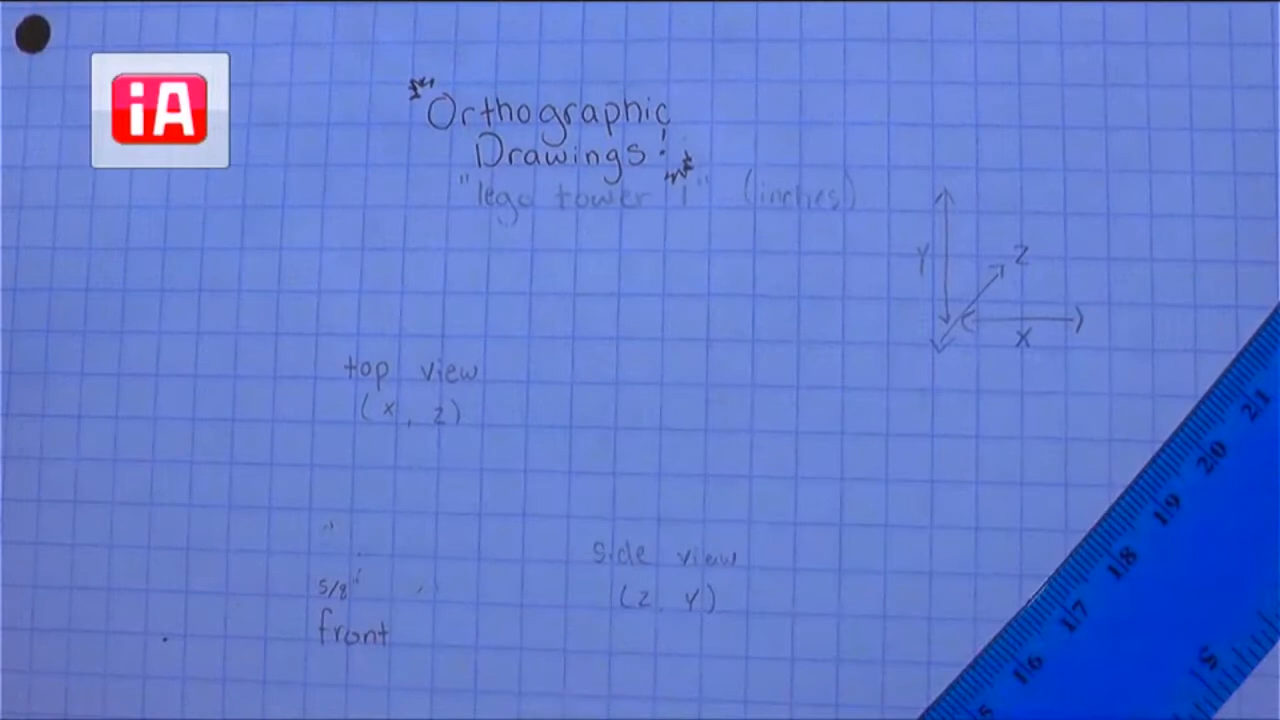 iA
Orthographic
Drawings:
"lego tower 1" (inches)
Y
Z
X
top view
(x, z)
side view
(z, Y)
5/8"
front
21
20
19
18
17
16
5